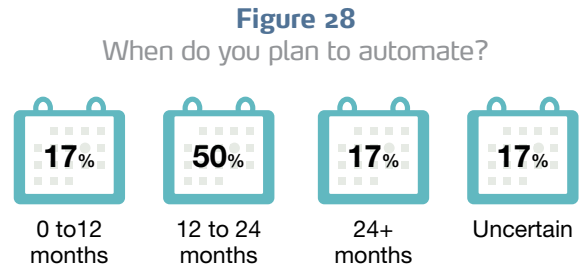 Figure 28
When do you plan to automate?
17% 50% 17% 17%
0 to12 12 to 24 24+ Uncertain
months months months